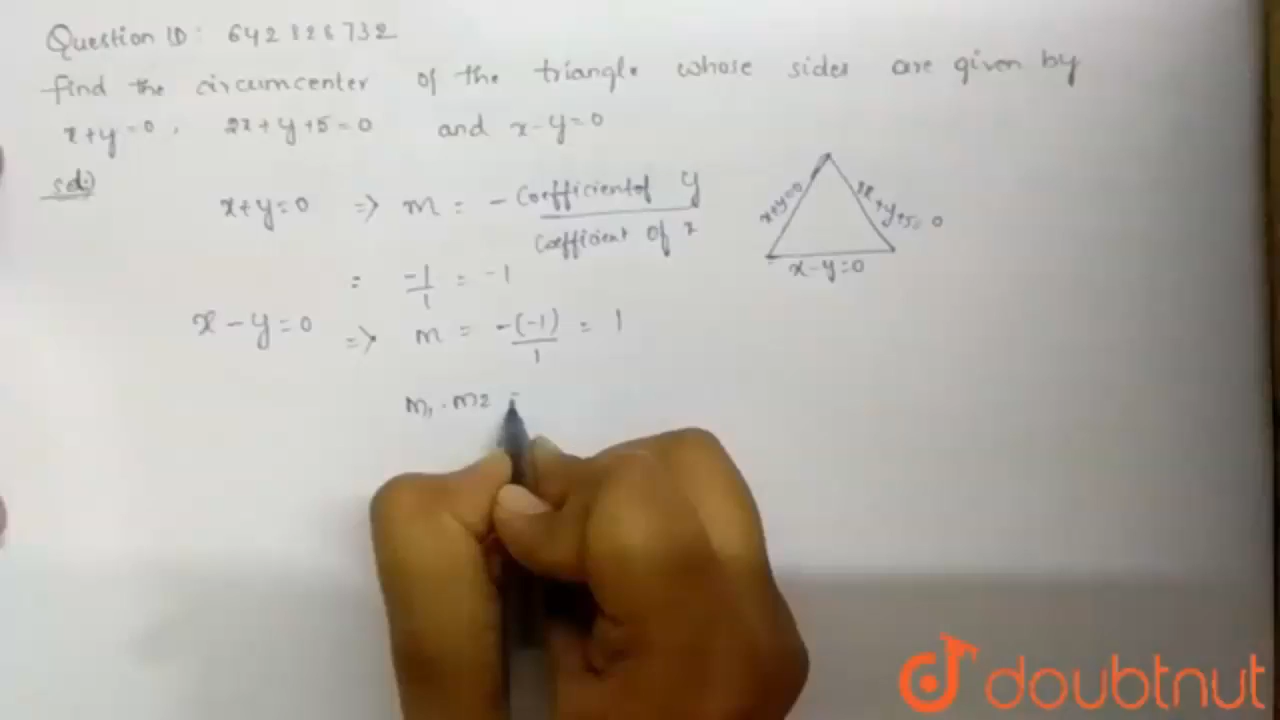 Question ID: 642828732
find the circumcenter of the triangle whose sides are given by
x+y=0, 2x+y+5=0 and x-y=0
Sol:)
x+y=0 => m = - Coefficient of y
Coefficient of x
= -1/1 = -1
x-y=0 => m = -(-1)/1 = 1
m₁.m2 =
x+y=0
2x+y+5=0
x-y=0
doubtnut